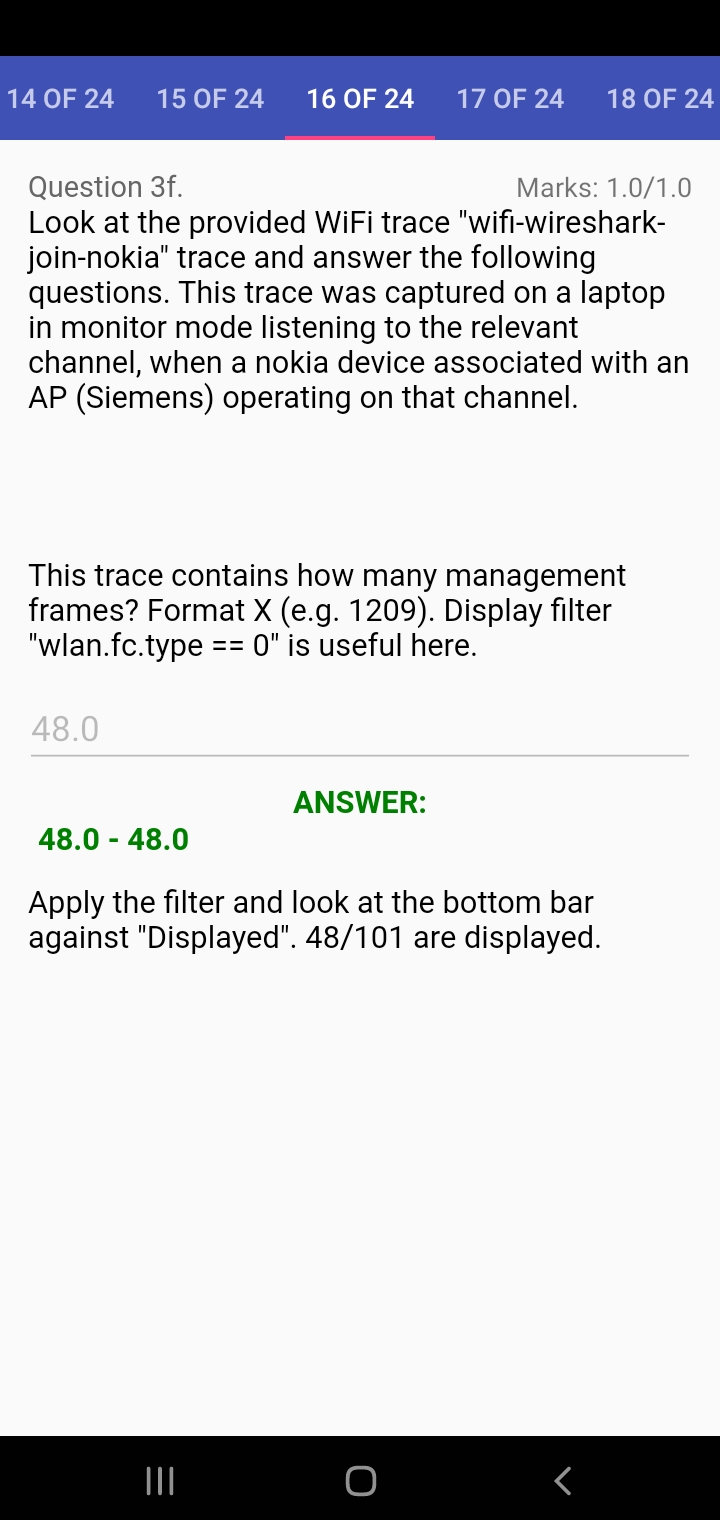 14 OF 24 15 OF 24 16 OF 24 17 OF 24 18 OF 24
Question 3f. Marks: 1.0/1.0
Look at the provided WiFi trace "wifi-wireshark-
join-nokia" trace and answer the following
questions. This trace was captured on a laptop
in monitor mode listening to the relevant
channel, when a nokia device associated with an
AP (Siemens) operating on that channel.
This trace contains how many management
frames? Format X (e.g. 1209). Display filter
"wlan.fc.type == 0" is useful here.
48.0
ANSWER:
48.0 - 48.0
Apply the filter and look at the bottom bar
against "Displayed". 48/101 are displayed.